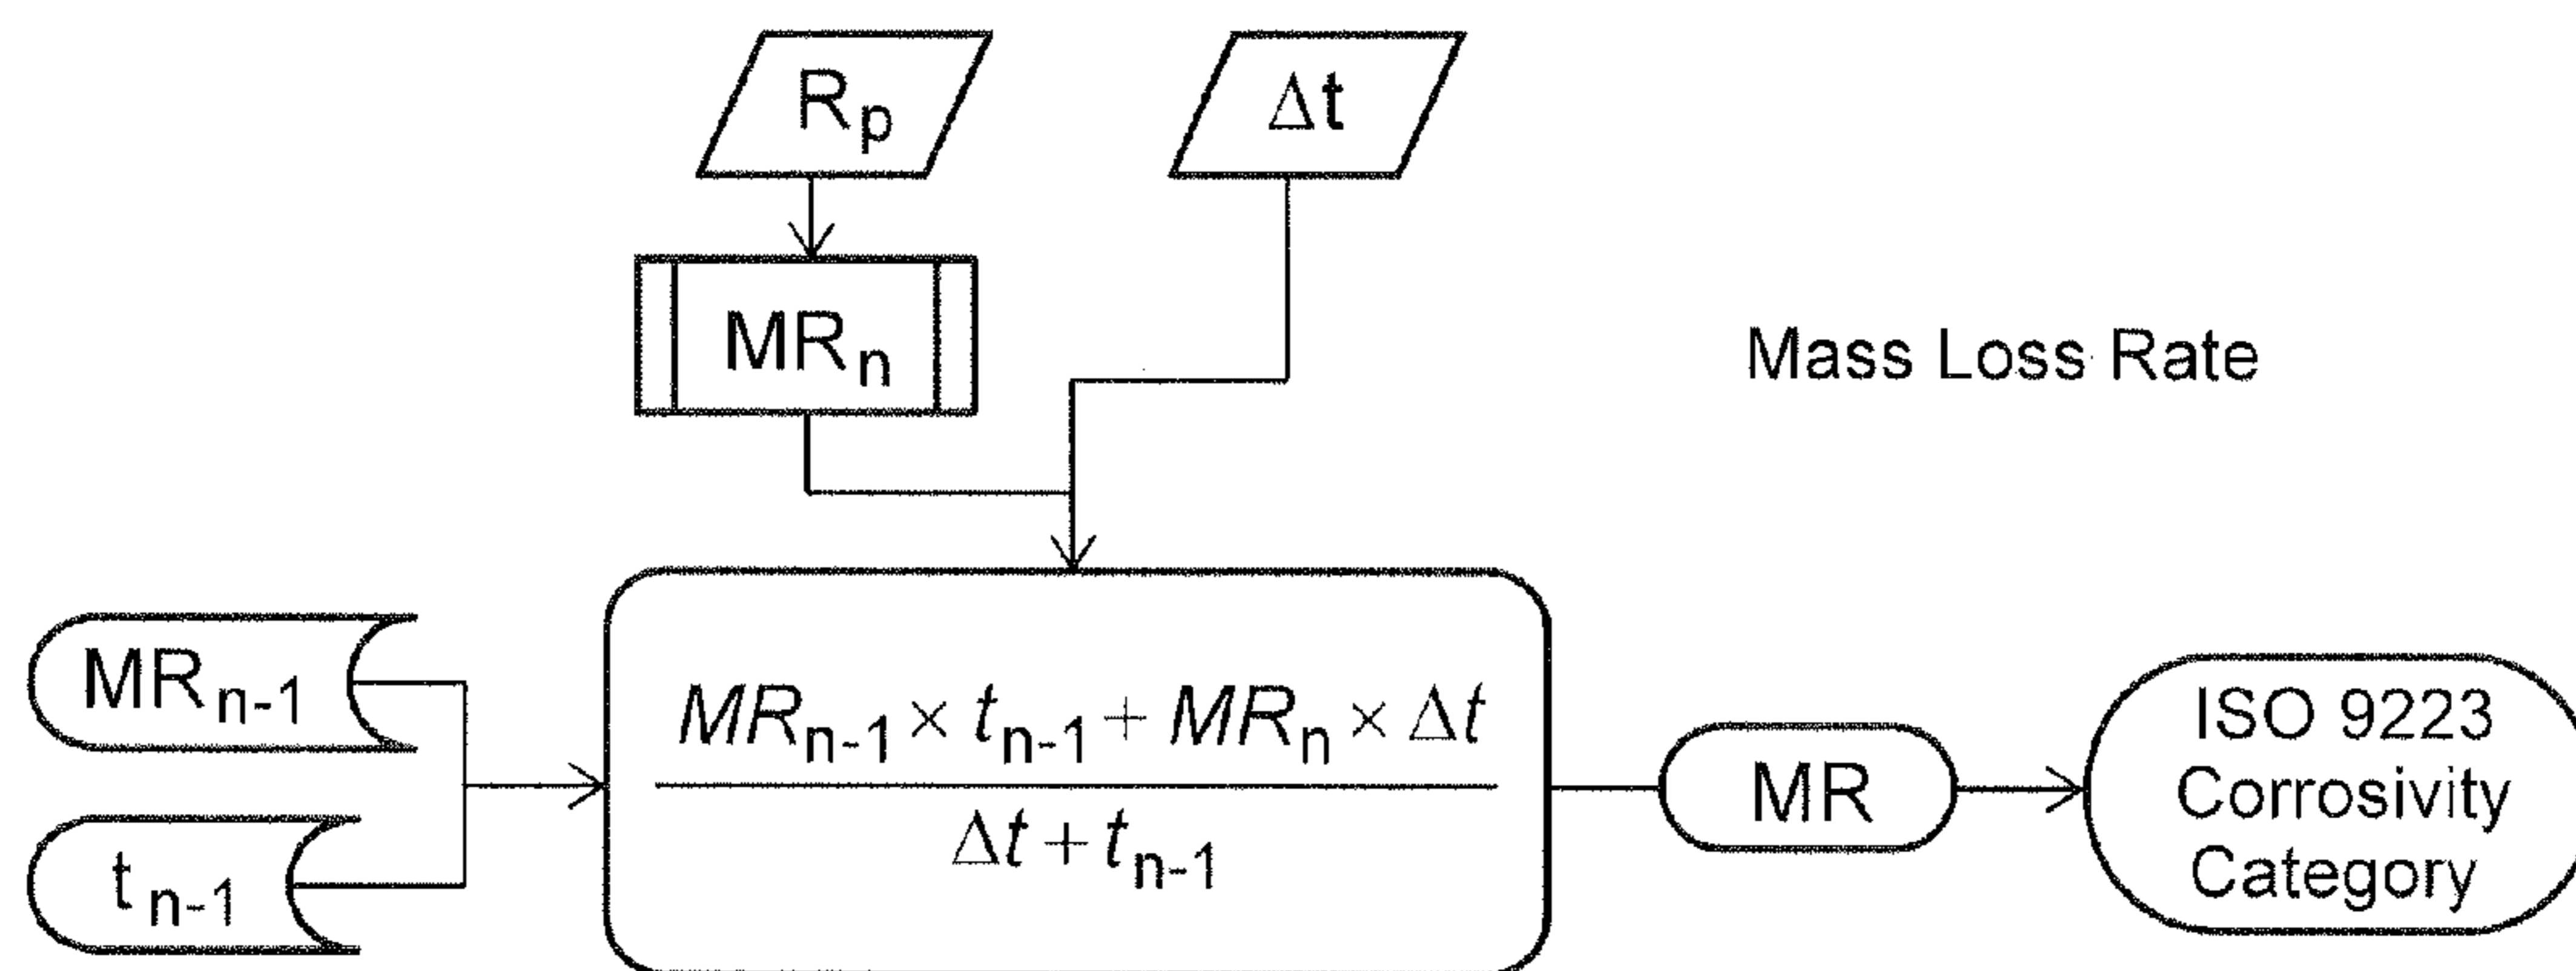 Rp
Δt
MRn
Mass Loss Rate
MRn-1
tn-1
MRn-1 × tn-1 + MRn × Δt
Δt + tn-1
MR
ISO 9223
Corrosivity
Category